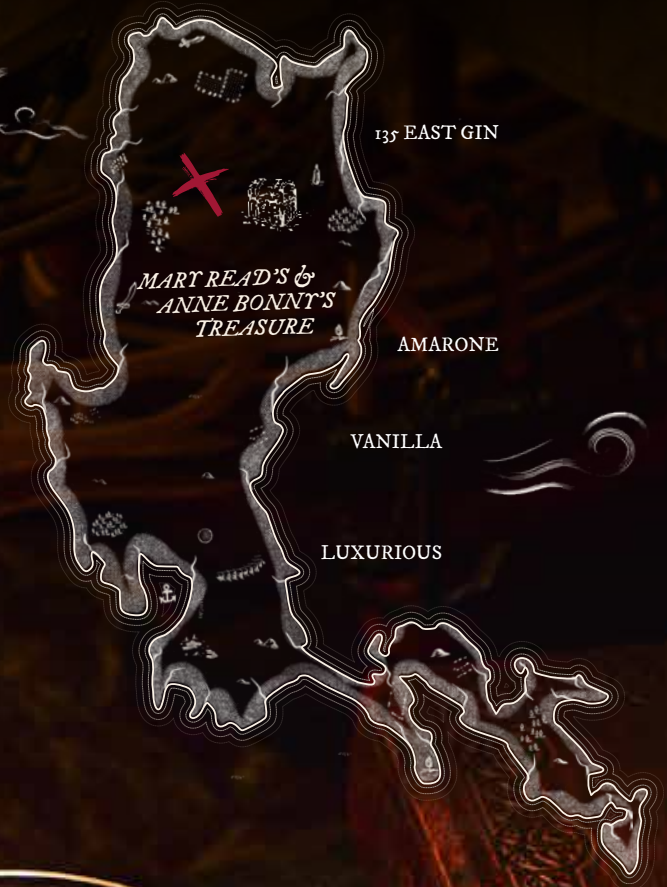 135 EAST GIN
MARY READ'S &
ANNE BONNY'S
TREASURE
AMARONE
VANILLA
LUXURIOUS